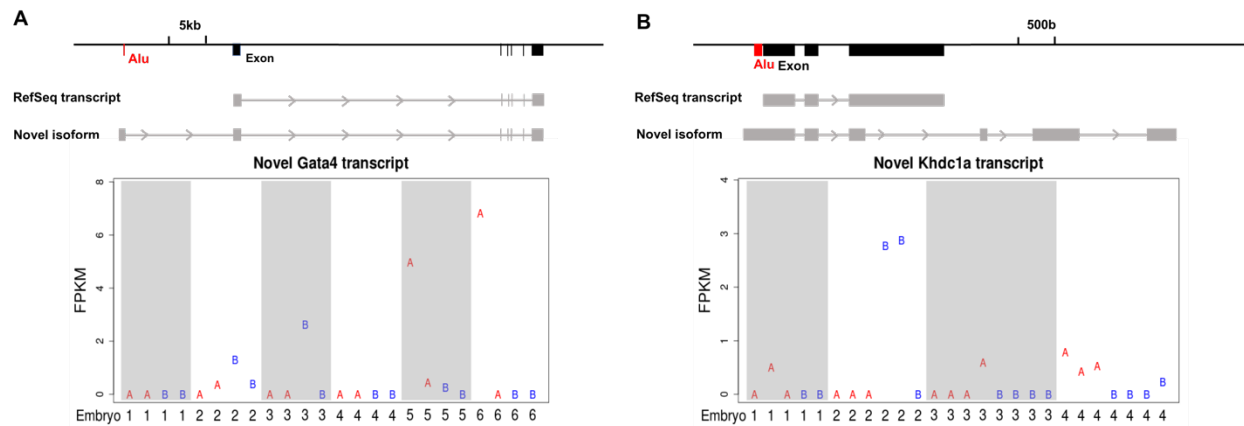 A
5kb
Alu
Exon
RefSeq transcript
Novel isoform
Novel Gata4 transcript
FPKM
8
A
6
A
4
B
2
B
A B A B
0 A A B B A A A B A A B B B A B B
Embryo 1 1 1 1 2 2 2 2 3 3 3 3 4 4 4 4 5 5 5 5 6 6 6 6
B
500b
Alu Exon
RefSeq transcript
Novel isoform
Novel Khdc1a transcript
FPKM
4
3
B B
2
1
A
A A A A
B
0 A A B B A A A B A A A B B B B B B B
Embryo 1 1 1 1 1 2 2 2 2 2 2 3 3 3 3 3 3 3 3 4 4 4 4 4 4 4